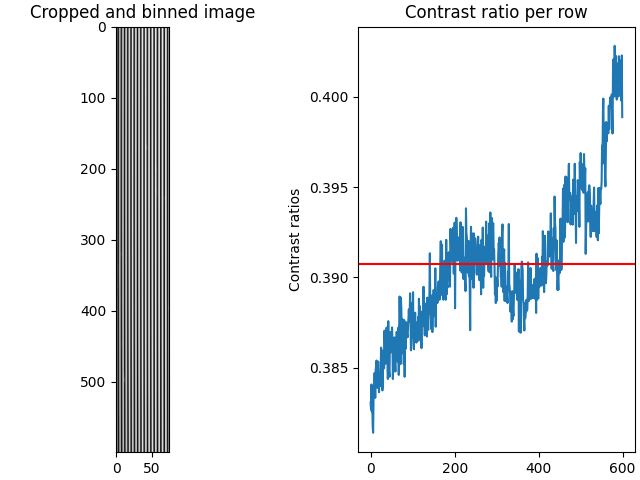 Cropped and binned image
0
100
200
300
400
500
0 50
Contrast ratio per row
Contrast ratios
0.400
0.395
0.390
0.385
0 200 400 600